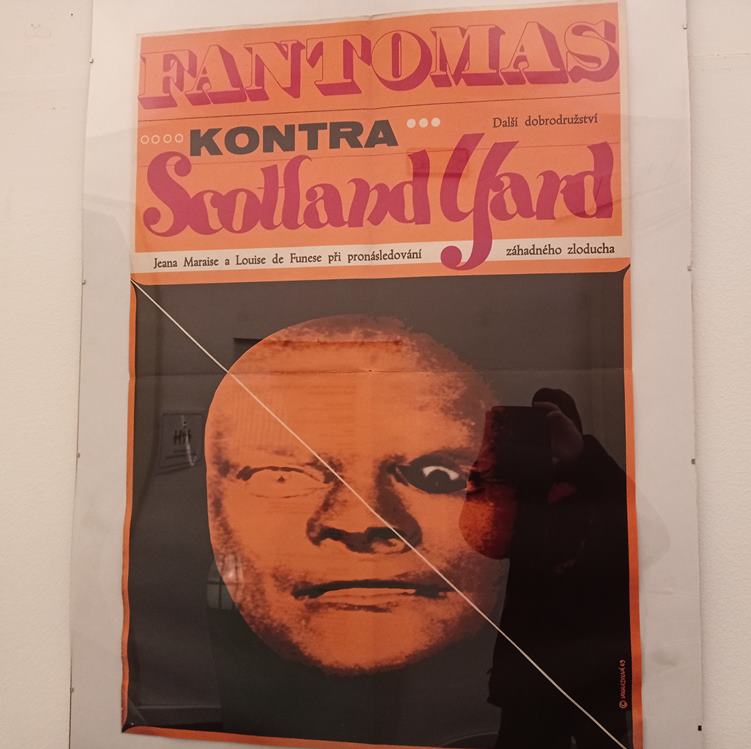 FANTOMAS
KONTRA
Další dobrodružství
Scotland Yard
Jeana Maraise a Louise de Funese při pronásledování záhadného zloducha